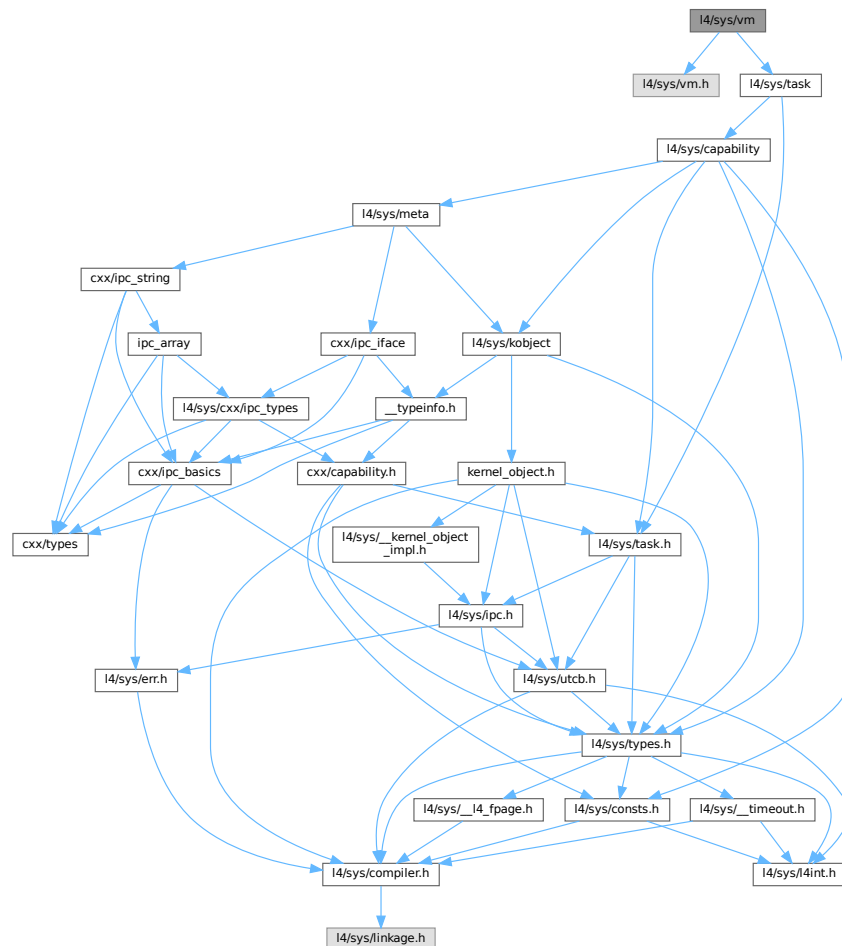 l4/sys/vm
l4/sys/vm.h
l4/sys/task
l4/sys/capability
l4/sys/meta
cxx/ipc_string
ipc_array
cxx/ipc_iface
l4/sys/kobject
l4/sys/cxx/ipc_types
__typeinfo.h
cxx/ipc_basics
cxx/capability.h
kernel_object.h
cxx/types
l4/sys/__kernel_object
_impl.h
l4/sys/task.h
l4/sys/ipc.h
l4/sys/err.h
l4/sys/utcb.h
l4/sys/types.h
l4/sys/__l4_fpage.h
l4/sys/consts.h
l4/sys/__timeout.h
l4/sys/compiler.h
l4/sys/l4int.h
l4/sys/linkage.h